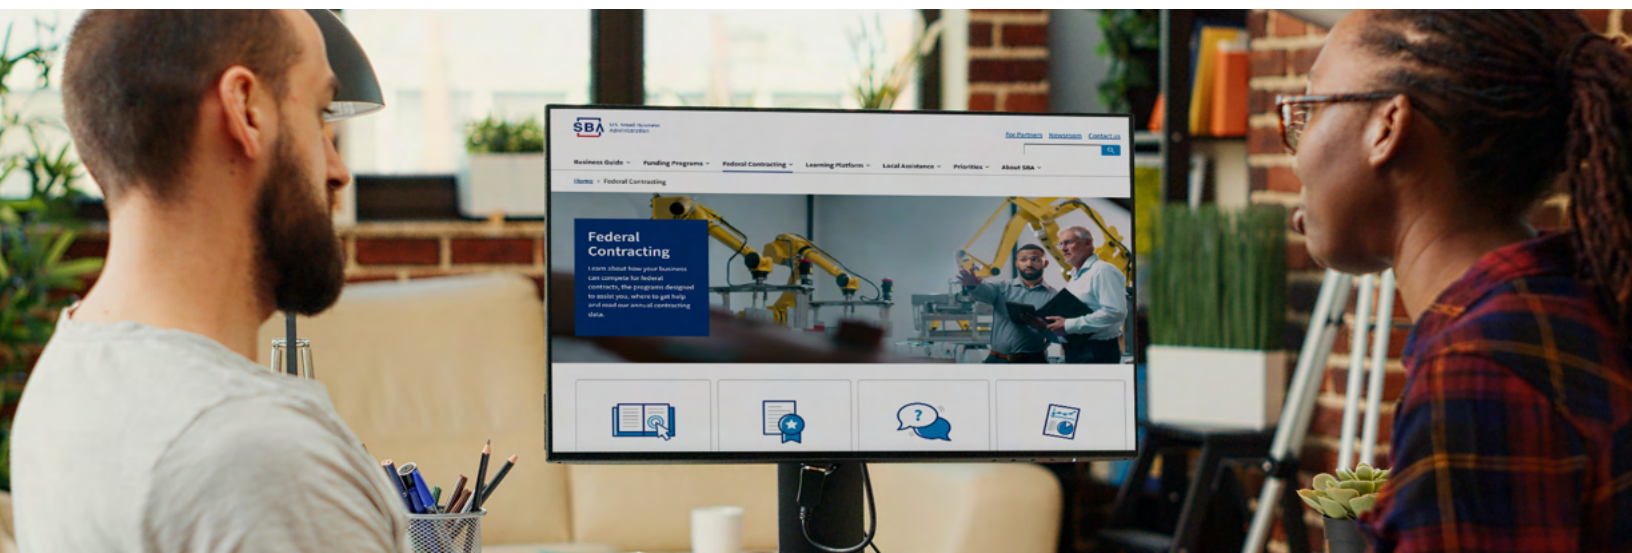 SBA
U.S. Small Business
Administration
For Partners Newsroom Contact us
Business Guide Funding Programs Federal Contracting Learning Platform Local Assistance Priorities About SBA
Home > Federal Contracting
Federal
Contracting
Learn about how your business
can compete for federal
contracts, the programs designed
to assist you, where to get help
and read our annual contracting
data.
?